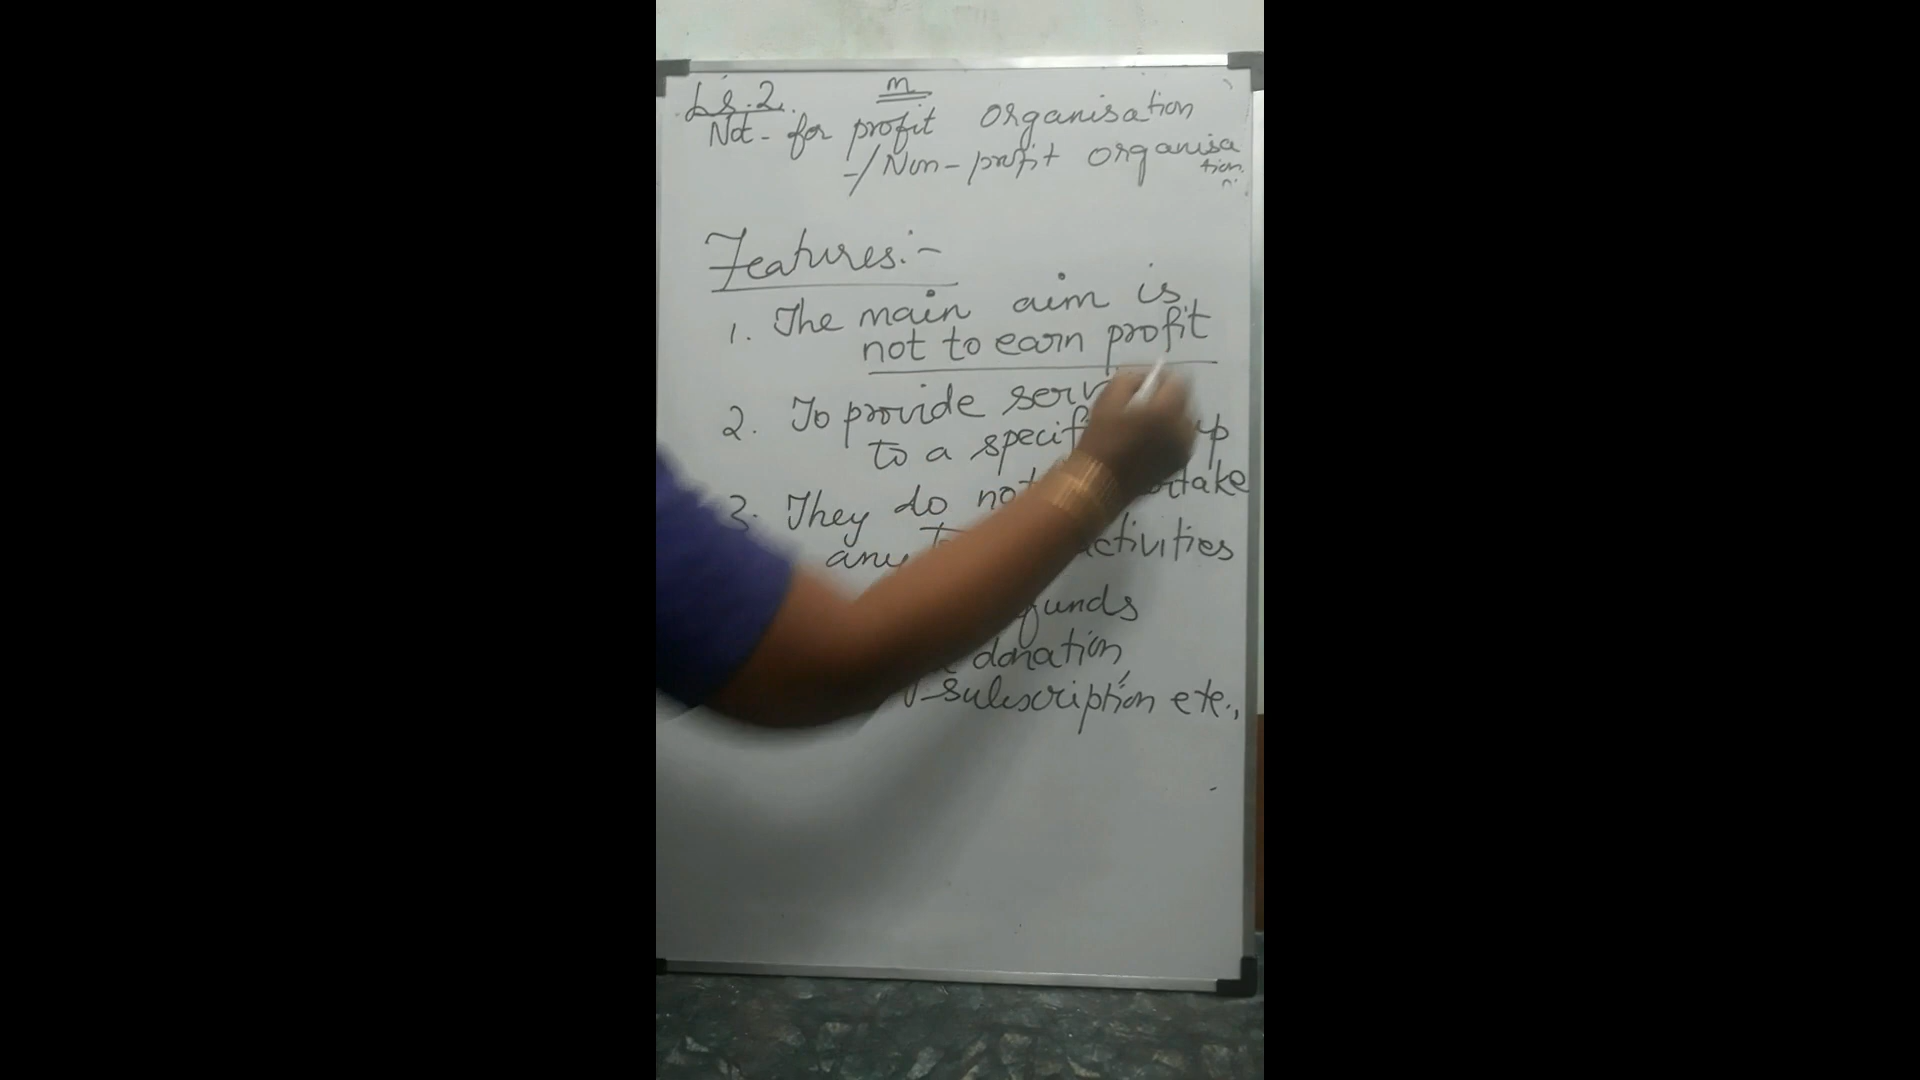 Ls.2.
m
Not - for profit organisation
-/Non-profit organisa
tion.
Features:-
1. The main aim is
not to earn profit
2. To provide
to a
3. They do
any activities
funds
donation
subscription etc.,